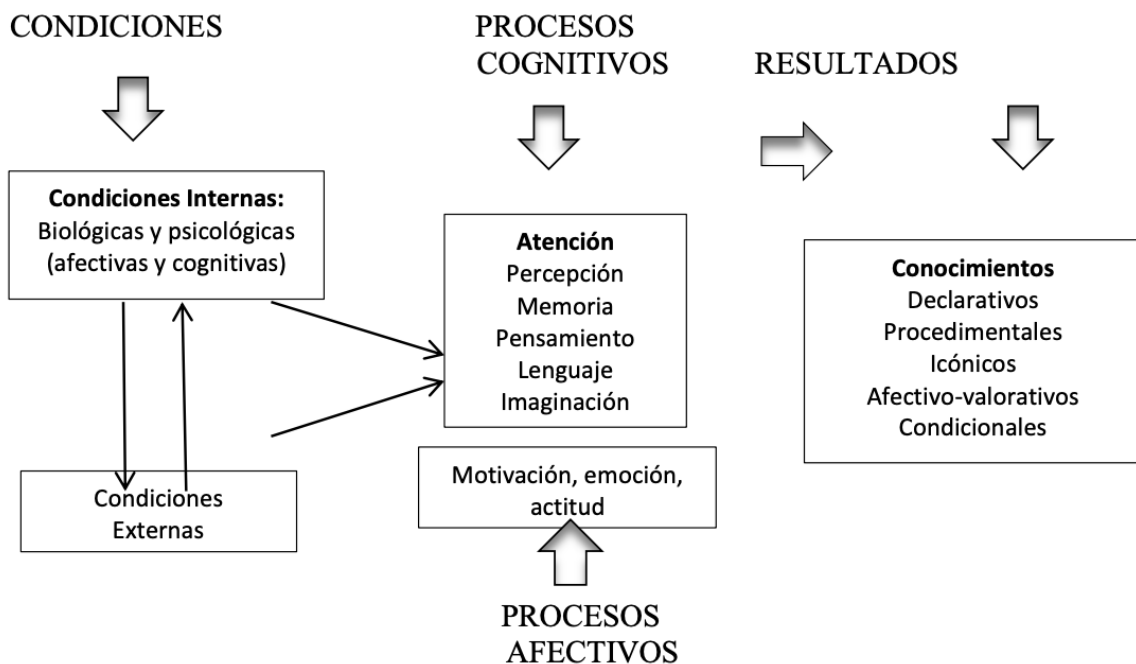 CONDICIONES
PROCESOS
COGNITIVOS
RESULTADOS
Condiciones Internas:
Biológicas y psicológicas
(afectivas y cognitivas)
Condiciones
Externas
Atención
Percepción
Memoria
Pensamiento
Lenguaje
Imaginación
Motivación, emoción,
actitud
PROCESOS
AFECTIVOS
Conocimientos
Declarativos
Procedimentales
Icónicos
Afectivo-valorativos
Condicionales